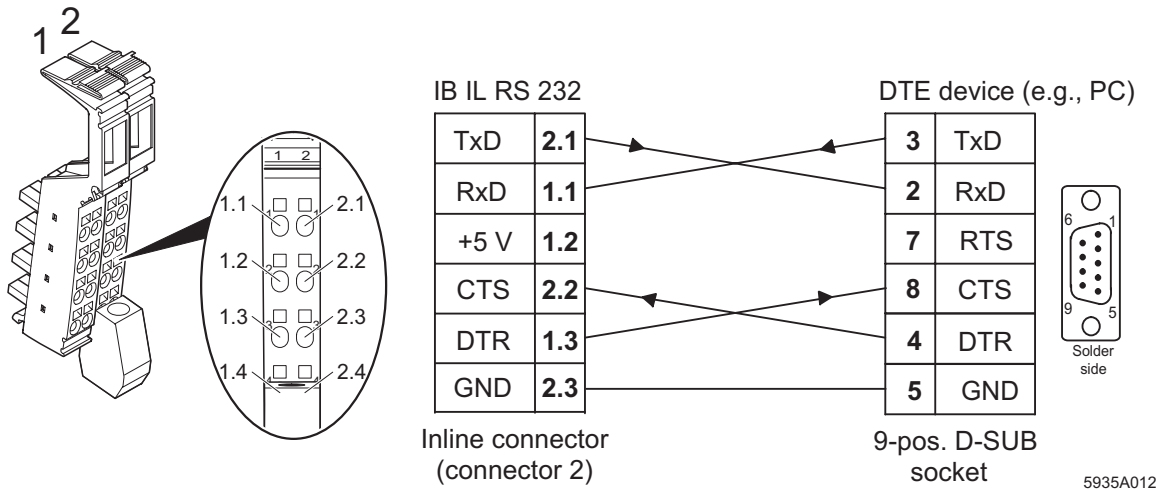 1 2
1 2
1.1 2.1
1.2 2.2
1.3 2.3
1.4 2.4
IB IL RS 232
TxD 2.1
RxD 1.1
+5 V 1.2
CTS 2.2
DTR 1.3
GND 2.3
Inline connector
(connector 2)
DTE device (e.g., PC)
3 TxD
2 RxD
7 RTS
8 CTS
4 DTR
5 GND
9-pos. D-SUB
socket
6 1
9 5
Solder
side
5935A012